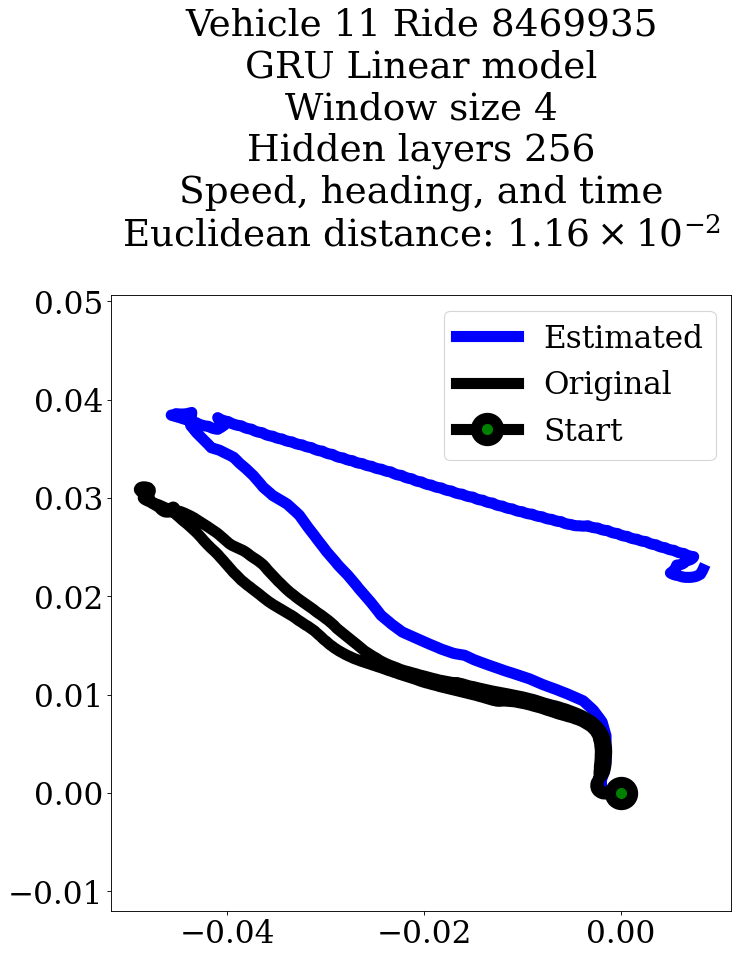 Vehicle 11 Ride 8469935
GRU Linear model
Window size 4
Hidden layers 256
Speed, heading, and time
Euclidean distance: 1.16 × 10⁻²
Estimated
Original
Start
0.05
0.04
0.03
0.02
0.01
0.00
−0.01
−0.04
−0.02
0.00